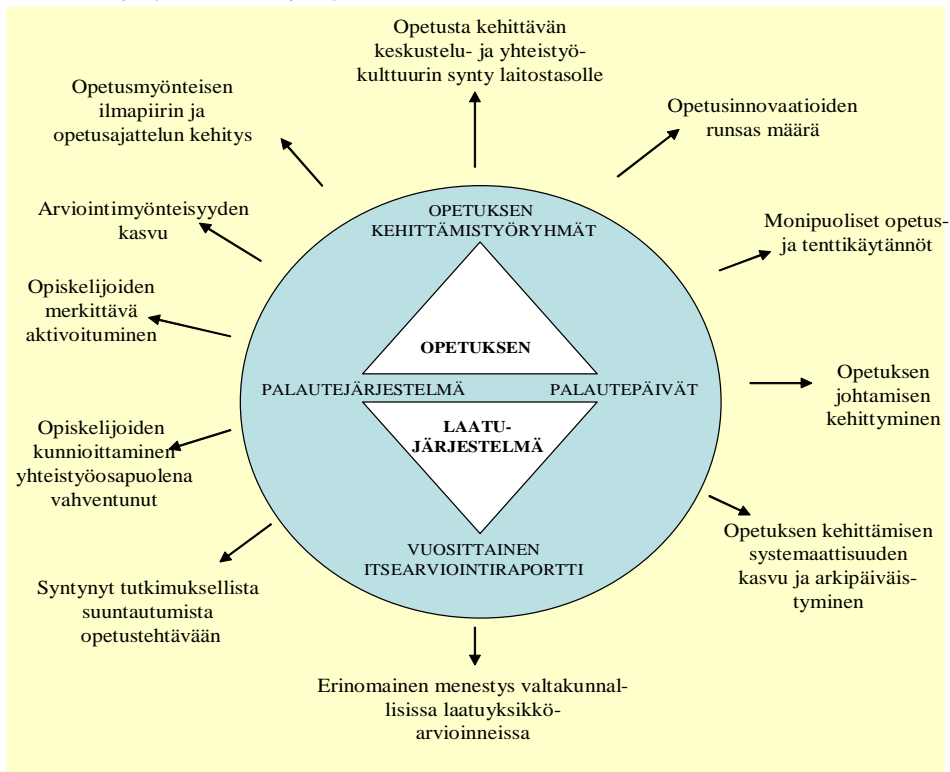 Opetusta kehittävän
keskustelu- ja yhteistyö-
kulttuurin synty laitostasolle
Opetusmyönteisen
ilmapiirin ja
opetusajattelun kehitys
Opetusinnovaatioiden
runsas määrä
Arviointimyönteisyyden
kasvu
Monipuoliset opetus-
ja tenttikäytännöt
Opiskelijoiden
merkittävä
aktivoituminen
Opetuksen
johtamisen
kehittyminen
Opiskelijoiden
kunnioittaminen
yhteistyöosapuolena
vahventunut
Opetuksen kehittämisen
systemaattisuuden
kasvu ja arkipäiväis-
tyminen
Syntynyt tutkimuksellista
suuntautumista
opetustehtävään
Erinomainen menestys valtakunnal-
lisissa laatuyksikkö-
arvioinneissa
OPETUKSEN
KEHITTÄMISTYÖRYHMÄT
OPETUKSEN
PALAUTEJÄRJESTELMÄ
PALAUTEPÄIVÄT
LAATU-
JÄRJESTELMÄ
VUOSITTAINEN
ITSEARVIOINTIRAPORTTI